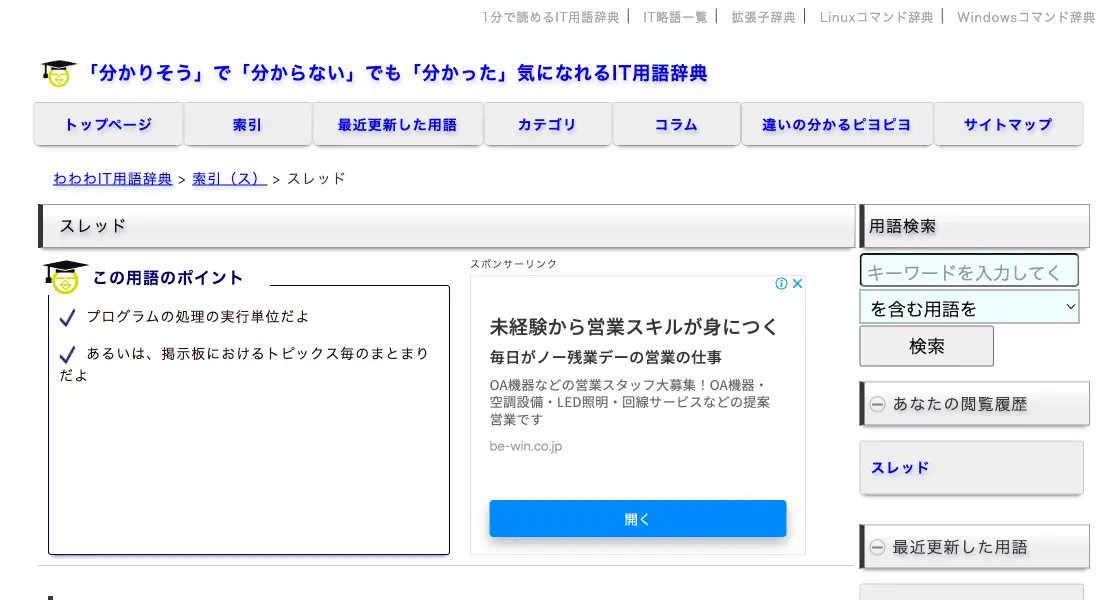 1分で読めるIT用語辞典 | IT略語一覧 | 拡張子辞典 | Linuxコマンド辞典 | Windowsコマンド辞典
「分かりそう」で「分からない」でも「分かった」気になれるIT用語辞典
トップページ 索引 最近更新した用語 カテゴリ コラム 違いの分かるピヨピヨ サイトマップ
わわわIT用語辞典 > 索引（ス） > スレッド
スレッド
この用語のポイント
プログラムの処理の実行単位だよ
あるいは、掲示板におけるトピックス毎のまとまり
だよ
スポンサーリンク
未経験から営業スキルが身につく
毎日がノー残業デーの営業の仕事
OA機器などの営業スタッフ大募集！OA機器・
空調設備・LED照明・回線サービスなどの提案
営業です
be-win.co.jp
開く
用語検索
キーワードを入力してく
を含む用語を
検索
あなたの閲覧履歴
スレッド
最近更新した用語